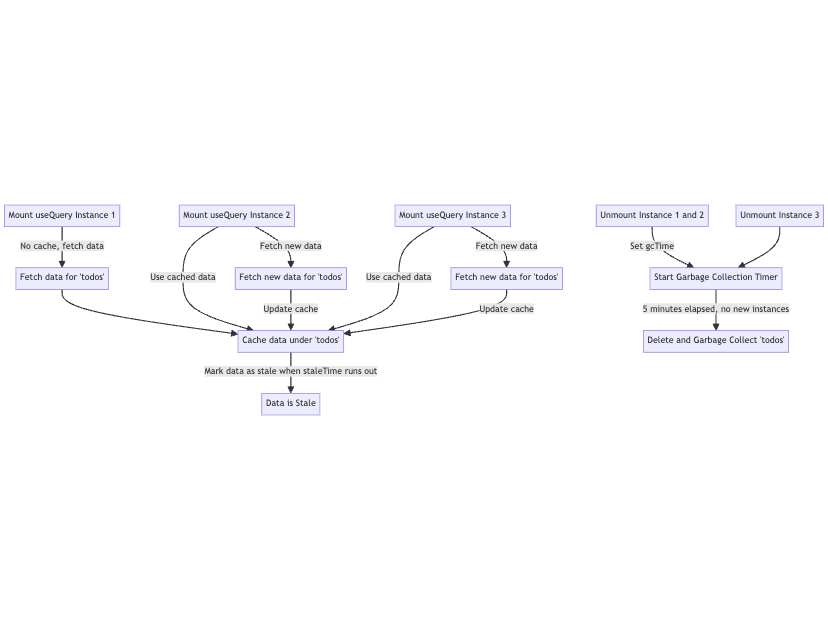 Mount useQuery Instance 1
Mount useQuery Instance 2
Mount useQuery Instance 3
Unmount Instance 1 and 2
Unmount Instance 3
No cache, fetch data
Fetch new data
Fetch new data
Set gcTime
Fetch data for 'todos'
Use cached data
Fetch new data for 'todos'
Use cached data
Fetch new data for 'todos'
Start Garbage Collection Timer
Update cache
Update cache
5 minutes elapsed, no new instances
Cache data under 'todos'
Delete and Garbage Collect 'todos'
Mark data as stale when staleTime runs out
Data is Stale